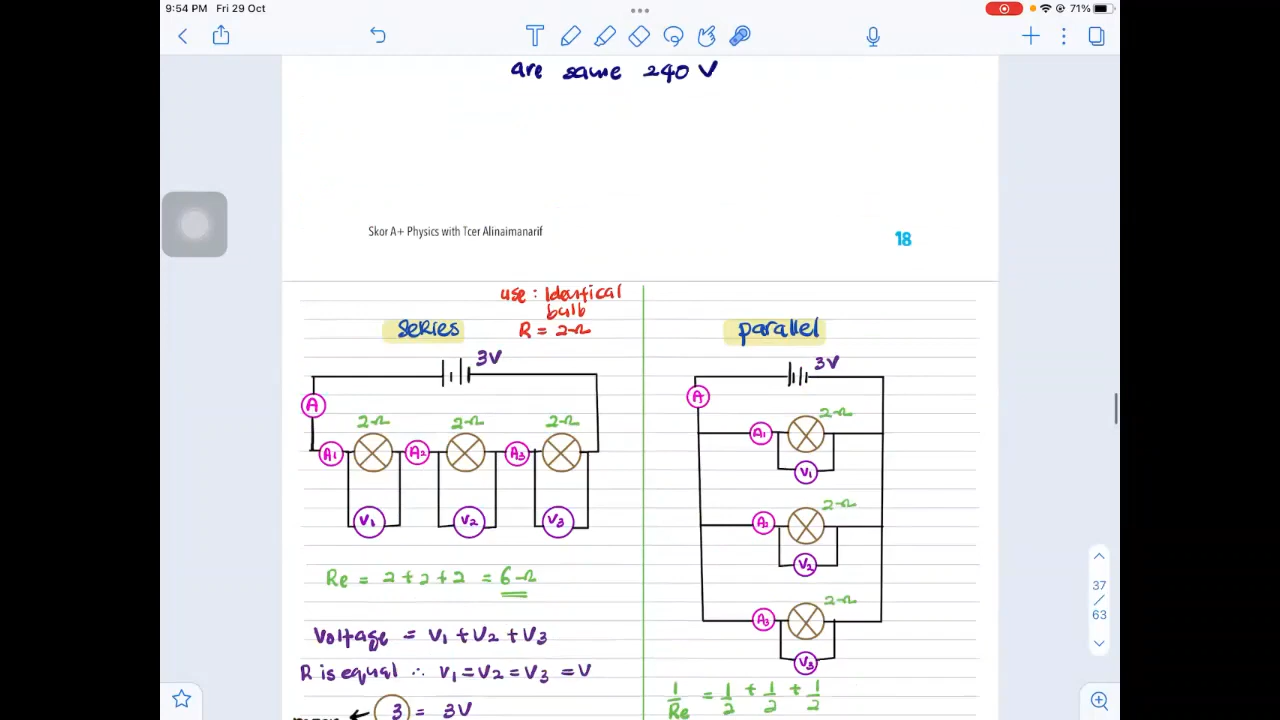 9:54 PM Fri 29 Oct
71%
are same 240 V
Skor A+ Physics with Tcer Alinaimanarif
18
use : Identical
bulb
R = 2Ω
series
3V
A
2Ω 2Ω 2Ω
A1 A2 A3
V1 V2 V3
Re = 2 + 2 + 2 = 6Ω
Voltage = V1 + V2 + V3
R is equal ∴ V1 = V2 = V3 = V
3 = 3V
parallel
3V
A
2Ω
A1
V1
2Ω
A2
V2
2Ω
A3
V3
1/Re = 1/2 + 1/2 + 1/2
37
/
63